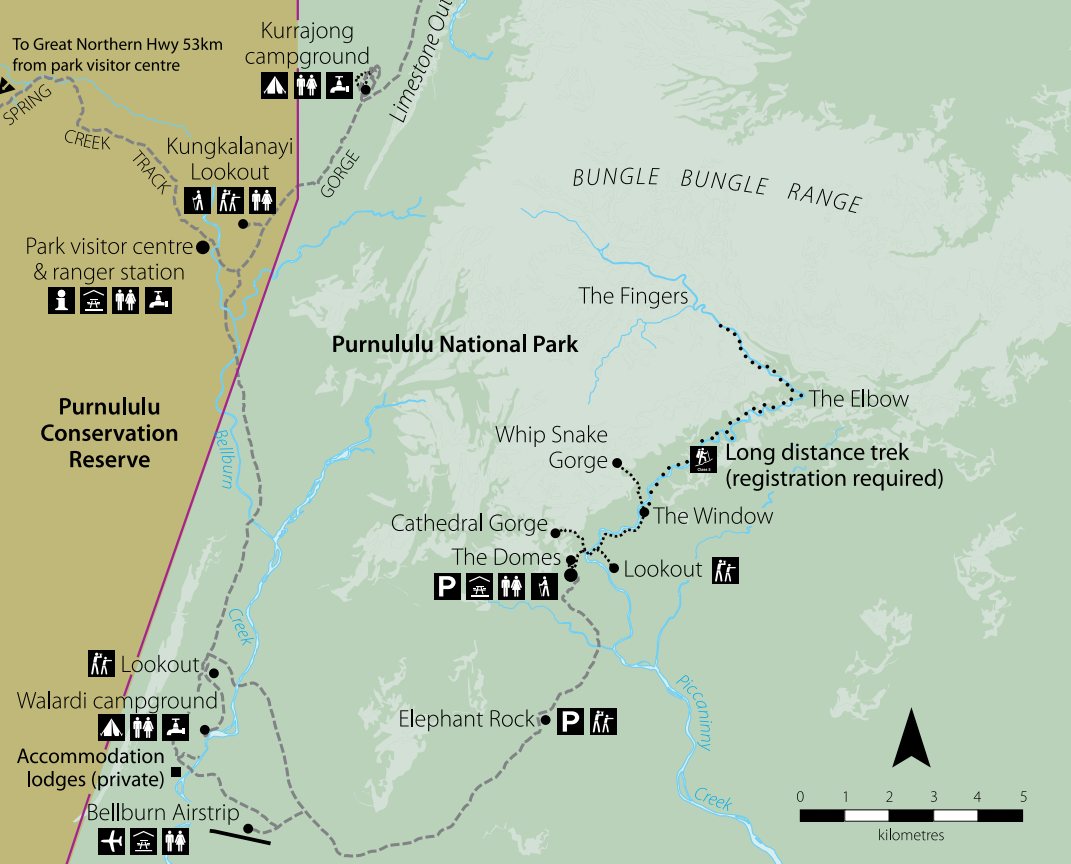 To Great Northern Hwy 53km
from park visitor centre
SPRING
CREEK
TRACK
Kurrajong
campground
Limestone Out
GORGE
Kungkalanayi
Lookout
Park visitor centre
& ranger station
BUNGLE BUNGLE RANGE
The Fingers
Purnululu National Park
Purnululu
Conservation
Reserve
The Elbow
Whip Snake
Gorge
Long distance trek
(registration required)
Bellburn
Cathedral Gorge
The Window
The Domes
P
Lookout
Creek
Lookout
Walardi campground
Elephant Rock
P
Piccaninny
Creek
Accommodation
lodges (private)
Bellburn Airstrip
0 1 2 3 4 5
kilometres